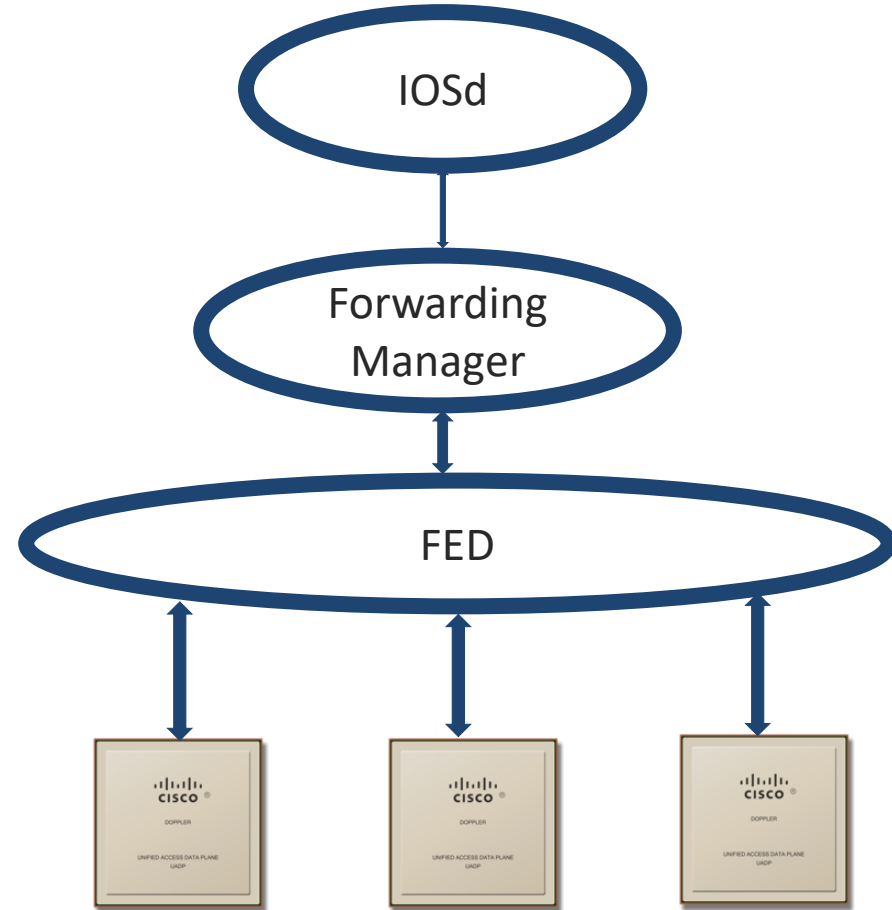 IOSd
Forwarding
Manager
FED
CISCO ®
DOPPLER
UNIFIED ACCESS DATA PLANE
UADP
CISCO ®
DOPPLER
UNIFIED ACCESS DATA PLANE
UADP
CISCO ®
DOPPLER
UNIFIED ACCESS DATA PLANE
UADP